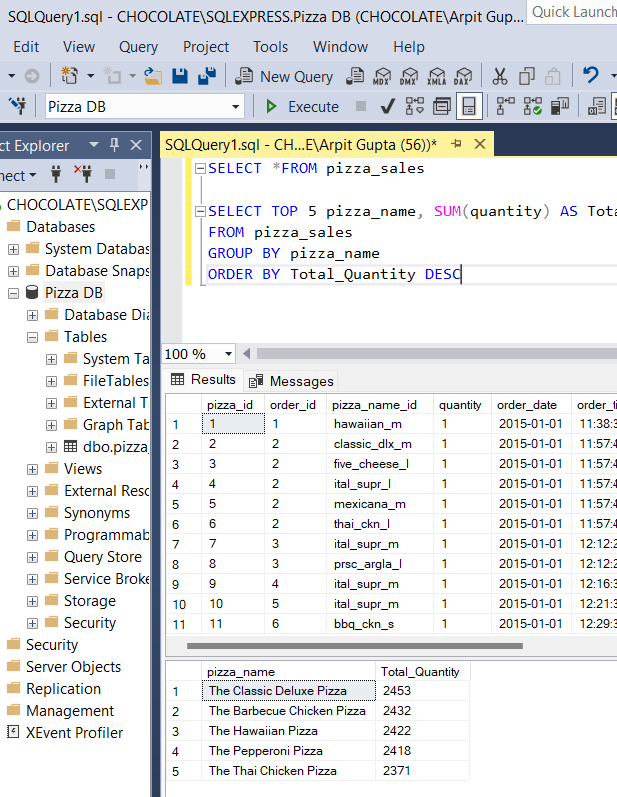 SQLQuery1.sql - CHOCOLATE\SQLEXPRESS.Pizza DB (CHOCOLATE\Arpit Gup...
Quick Launch
Edit View Query Project Tools Window Help
New Query MDX DMX XMLA DAX
Pizza DB Execute
ct Explorer
SQLQuery1.sql - CH...E\Arpit Gupta (56))*
nect
CHOCOLATE\SQLEXP
Databases
System Databas
Database Snaps
Pizza DB
Database Dia
Tables
System Ta
FileTables
External T
Graph Tab
dbo.pizza_
Views
External Resc
Synonyms
Programmab
Query Store
Service Broke
Storage
Security
Security
Server Objects
Replication
Management
XEvent Profiler
SELECT *FROM pizza_sales
SELECT TOP 5 pizza_name, SUM(quantity) AS Tota
FROM pizza_sales
GROUP BY pizza_name
ORDER BY Total_Quantity DESC
100 %
Results Messages
pizza_id order_id pizza_name_id quantity order_date order_ti
1 1 1 hawaiian_m 1 2015-01-01 11:38:3
2 2 2 classic_dlx_m 1 2015-01-01 11:57:4
3 3 2 five_cheese_l 1 2015-01-01 11:57:4
4 4 2 ital_supr_l 1 2015-01-01 11:57:4
5 5 2 mexicana_m 1 2015-01-01 11:57:4
6 6 2 thai_ckn_l 1 2015-01-01 11:57:4
7 7 3 ital_supr_m 1 2015-01-01 12:12:2
8 8 3 prsc_argla_l 1 2015-01-01 12:12:2
9 9 4 ital_supr_m 1 2015-01-01 12:16:3
10 10 5 ital_supr_m 1 2015-01-01 12:21:3
11 11 6 bbq_ckn_s 1 2015-01-01 12:29:3
pizza_name Total_Quantity
1 The Classic Deluxe Pizza 2453
2 The Barbecue Chicken Pizza 2432
3 The Hawaiian Pizza 2422
4 The Pepperoni Pizza 2418
5 The Thai Chicken Pizza 2371